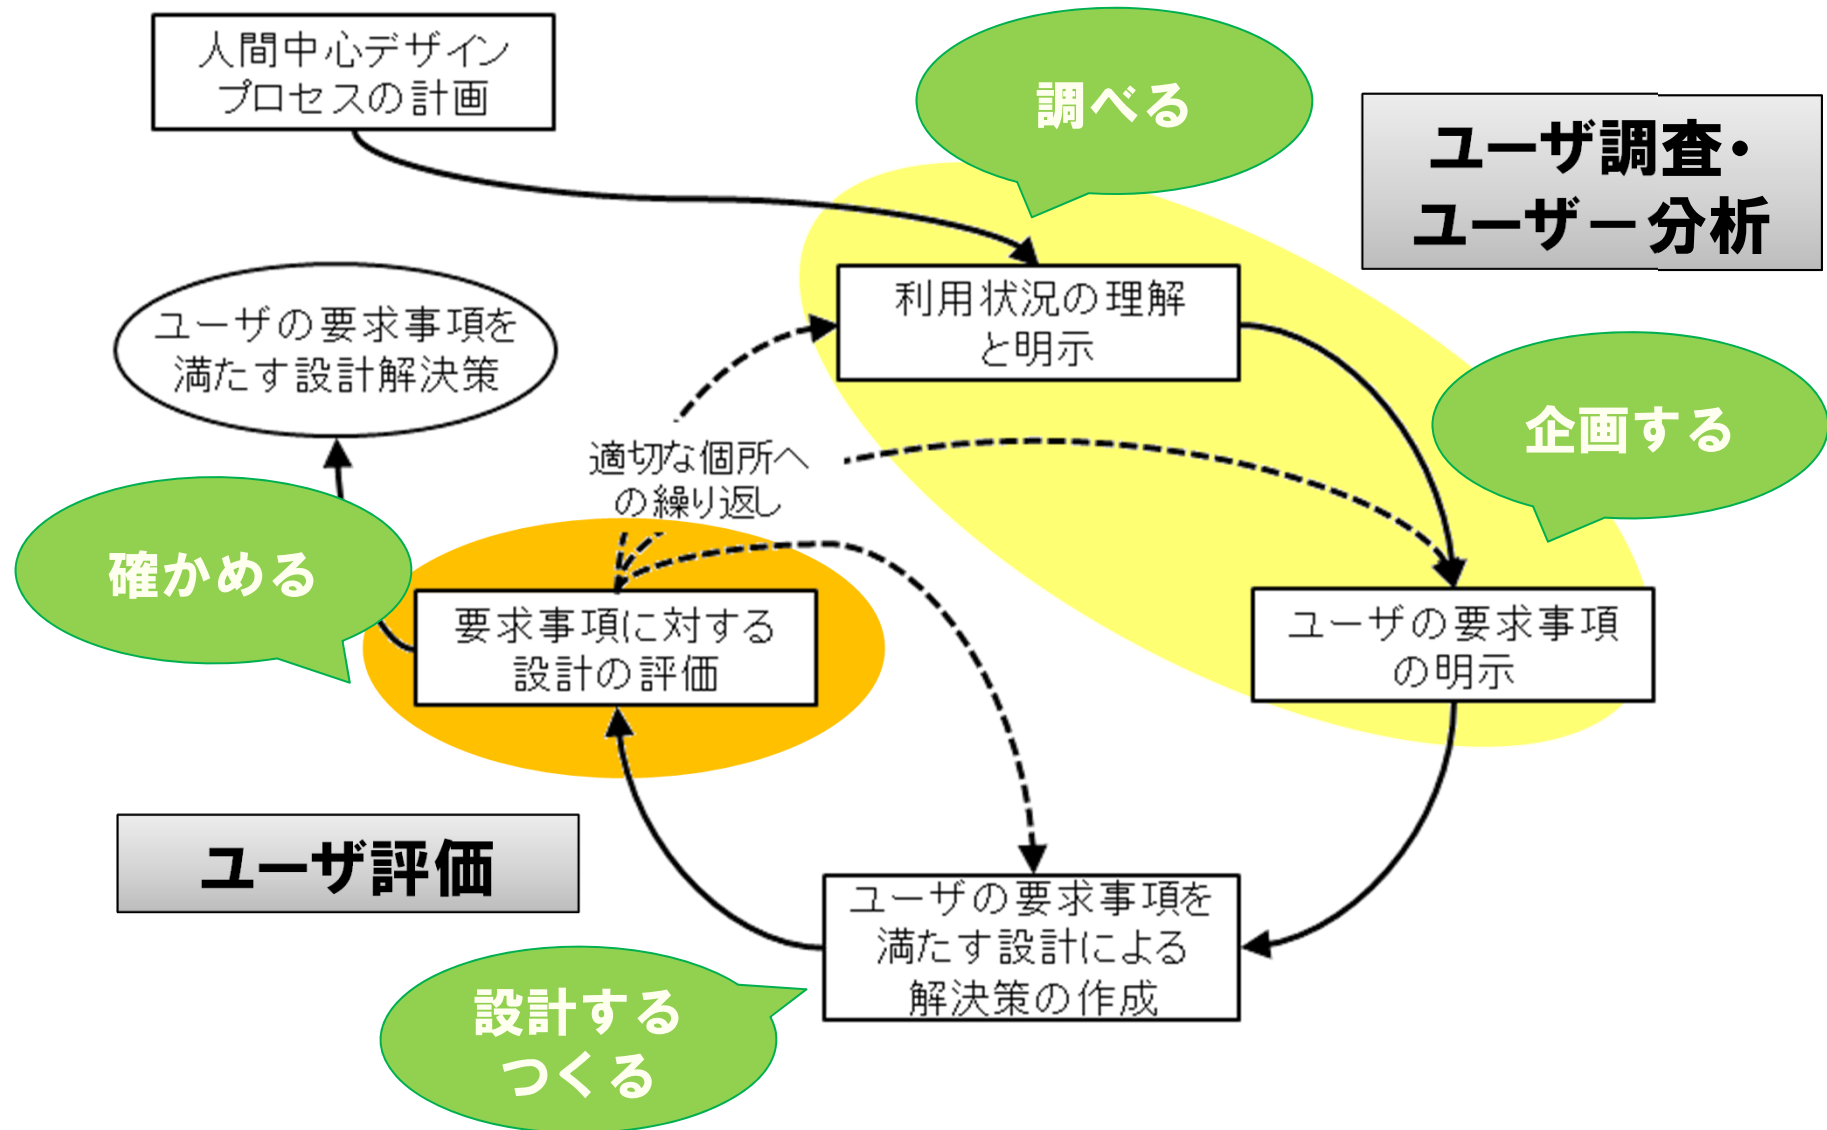 人間中心デザイン
プロセスの計画
調べる
ユーザ調査・
ユーザー分析
利用状況の理解
と明示
ユーザの要求事項を
満たす設計解決策
企画する
適切な個所へ
の繰り返し
確かめる
要求事項に対する
設計の評価
ユーザの要求事項
の明示
ユーザ評価
ユーザの要求事項を
満たす設計による
解決策の作成
設計する
つくる